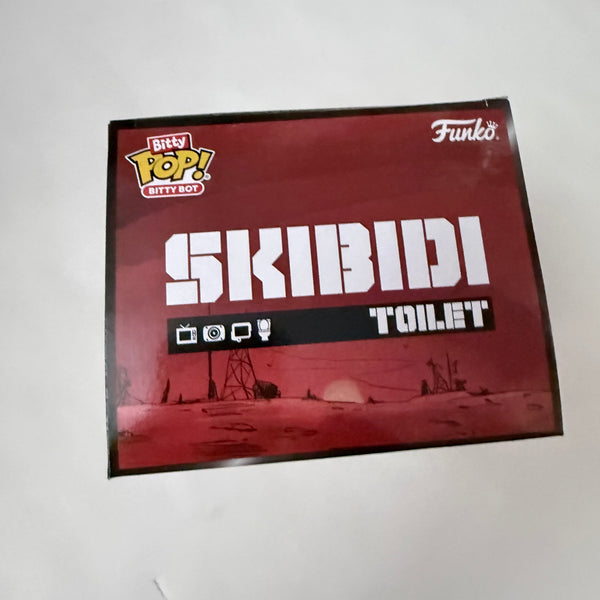 Bitty
POP!
BITTY BOT
Funko
SKIBIDI
TOILET